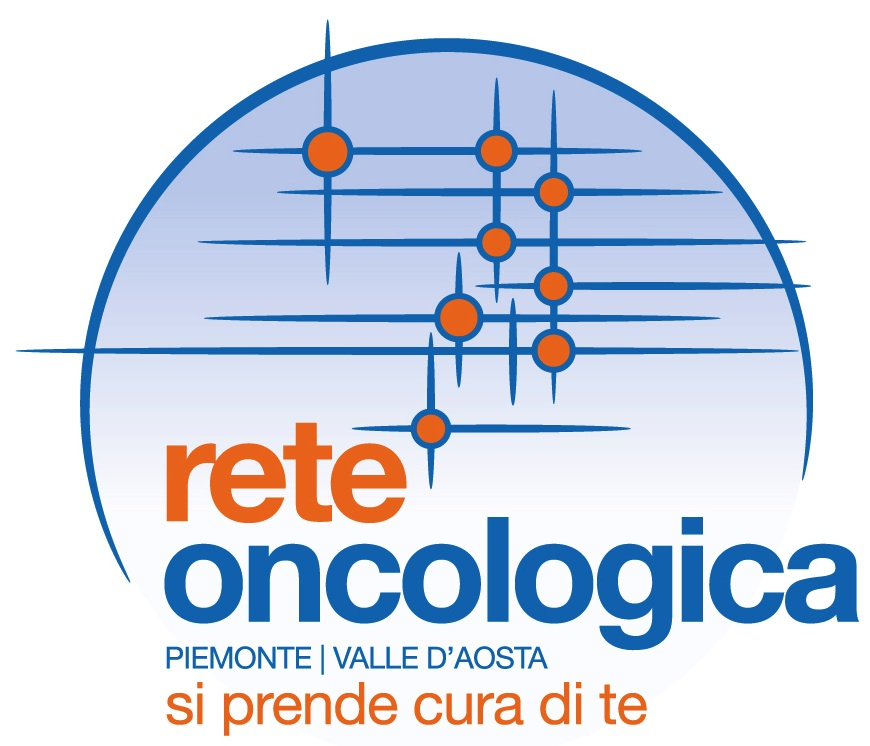 rete
oncologica
PIEMONTE | VALLE D'AOSTA
si prende cura di te